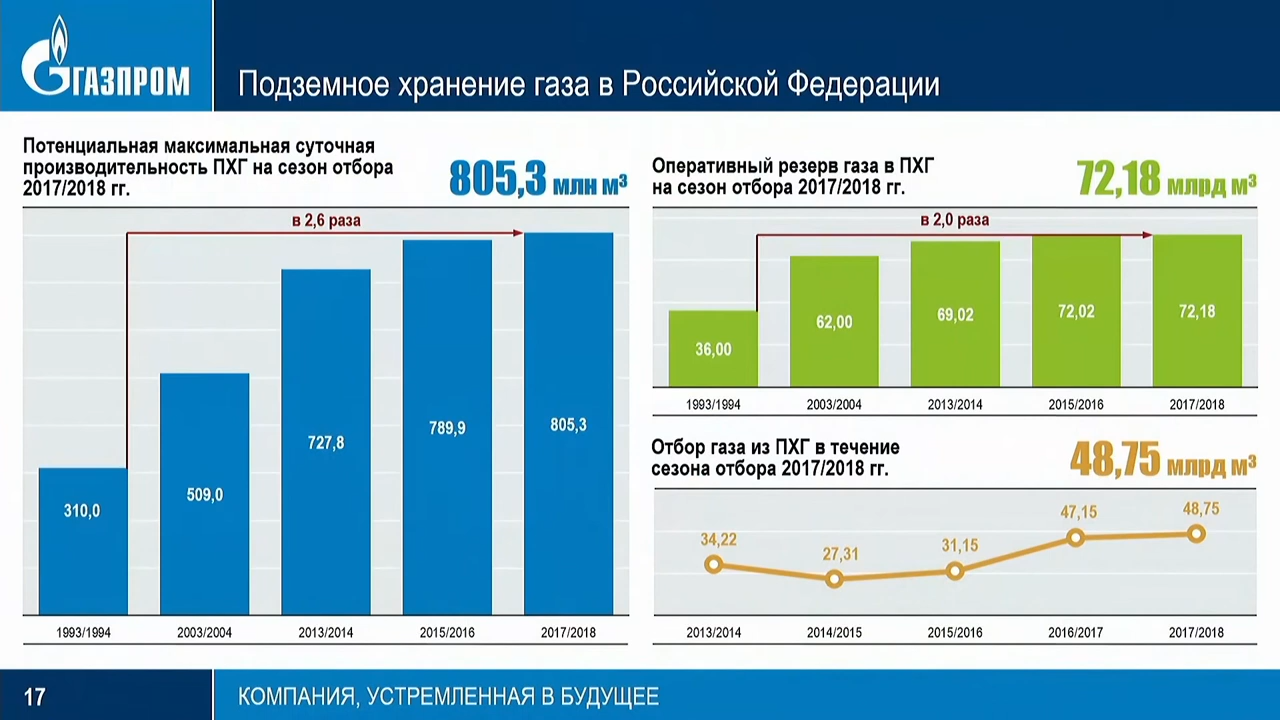 ГАЗПРОМ
Подземное хранение газа в Российской Федерации
Потенциальная максимальная суточная
производительность ПХГ на сезон отбора
2017/2018 гг.
805,3 млн м³
в 2,6 раза
310,0
509,0
727,8
789,9
805,3
1993/1994
2003/2004
2013/2014
2015/2016
2017/2018
Оперативный резерв газа в ПХГ
на сезон отбора 2017/2018 гг.
72,18 млрд м³
в 2,0 раза
36,00
62,00
69,02
72,02
72,18
1993/1994
2003/2004
2013/2014
2015/2016
2017/2018
Отбор газа из ПХГ в течение
сезона отбора 2017/2018 гг.
48,75 млрд м³
34,22
27,31
31,15
47,15
48,75
2013/2014
2014/2015
2015/2016
2016/2017
2017/2018
17
КОМПАНИЯ, УСТРЕМЛЕННАЯ В БУДУЩЕЕ